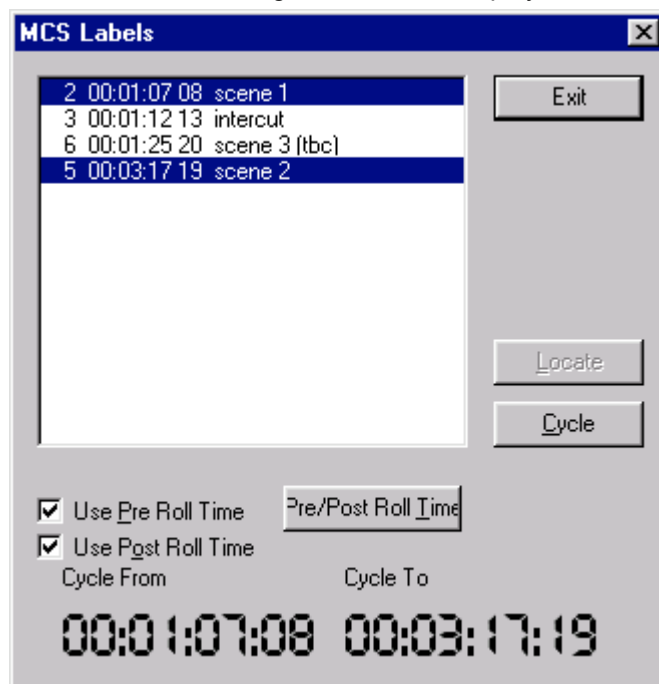 MCS Labels
2 00:01:07 08 scene 1
3 00:01:12 13 intercut
6 00:01:25 20 scene 3 (tbc)
5 00:03:17 19 scene 2
Exit
Locate
Cycle
Use Pre Roll Time
Pre/Post Roll Time
Use Post Roll Time
Cycle From
Cycle To
00:01:07:08
00:03:17:19